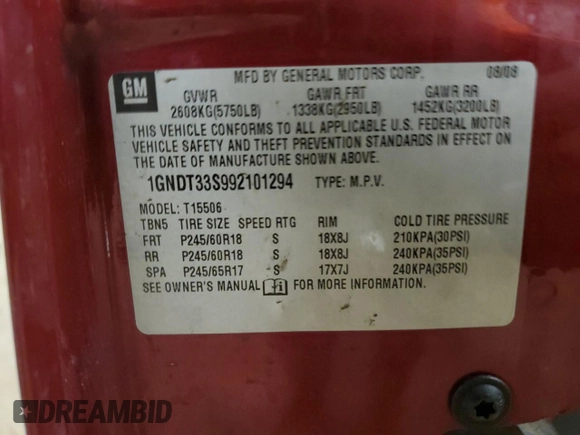 GM
MFD BY GENERAL MOTORS CORP. 08/08
GVWR GAWR FRT GAWR RR
2608KG(5750LB) 1338KG(2950LB) 1452KG(3200LB)
THIS VEHICLE CONFORMS TO ALL APPLICABLE U.S. FEDERAL MOTOR
VEHICLE SAFETY AND THEFT PREVENTION STANDARDS IN EFFECT ON
THE DATE OF MANUFACTURE SHOWN ABOVE.
1GNDT33S992101294 TYPE: M.P.V.
MODEL: T15506
TBN5 TIRE SIZE SPEED RTG RIM COLD TIRE PRESSURE
FRT P245/60R18 S 18X8J 210KPA(30PSI)
RR P245/60R18 S 18X8J 240KPA(35PSI)
SPA P245/65R17 S 17X7J 240KPA(35PSI)
SEE OWNER'S MANUAL FOR MORE INFORMATION.
DREAMBID